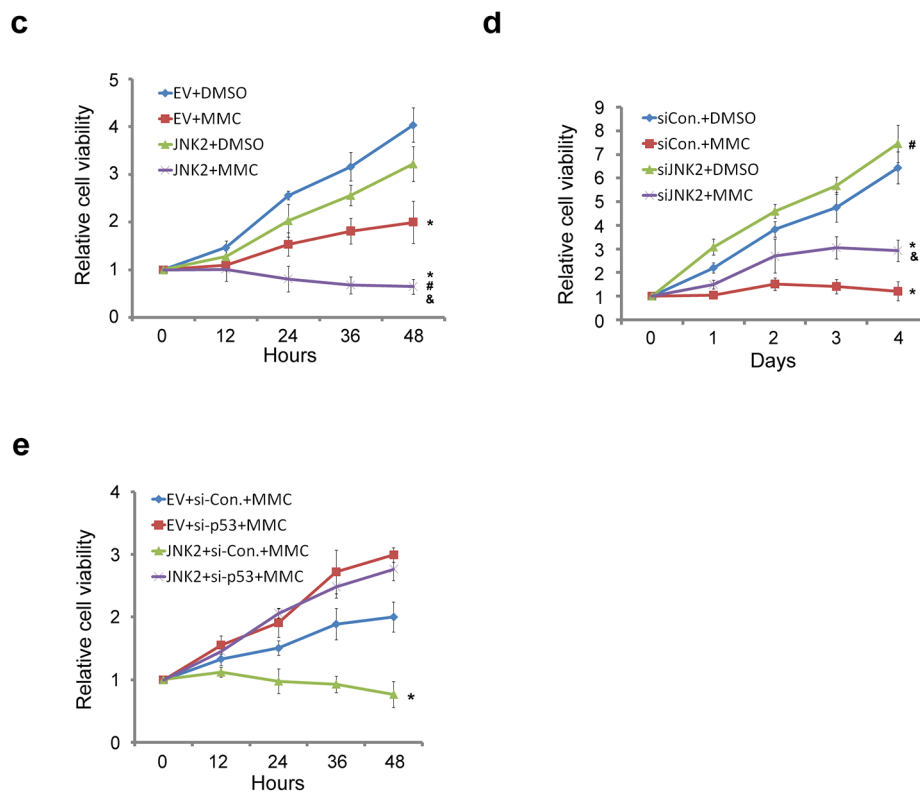 c
Relative cell viability
5
4
3
2
1
0
EV+DMSO
EV+MMC
JNK2+DMSO
JNK2+MMC
*
*
#
&
0 12 24 36 48
Hours
d
Relative cell viability
9
8
7
6
5
4
3
2
1
0
siCon.+DMSO
siCon.+MMC
siJNK2+DMSO
siJNK2+MMC
#
*
&
*
0 1 2 3 4
Days
e
Relative cell viability
4
3
2
1
0
EV+si-Con.+MMC
EV+si-p53+MMC
JNK2+si-Con.+MMC
JNK2+si-p53+MMC
*
0 12 24 36 48
Hours